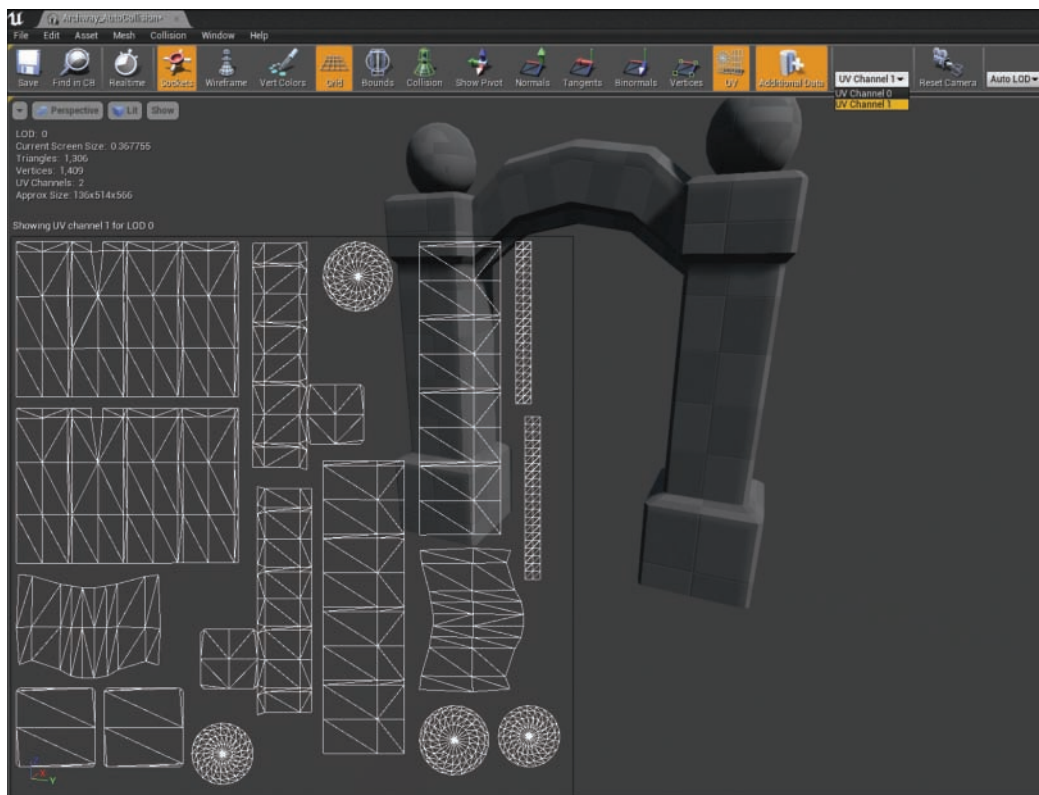 Archway_AutoCollision*
File Edit Asset Mesh Collision Window Help
Save Find in CB Realtime Sockets Wireframe Vert Colors Grid Bounds Collision Show Pivot Normals Tangents Binormals Vertices UV Additional Data UV Channel 1 Reset Camera Auto LOD
UV Channel 0
UV Channel 1
Perspective Lit Show
LOD: 0
Current Screen Size: 0.367755
Triangles: 1,306
Vertices: 1,409
UV Channels: 2
Approx Size: 136x514x566
Showing UV channel 1 for LOD 0
Z
X
Y